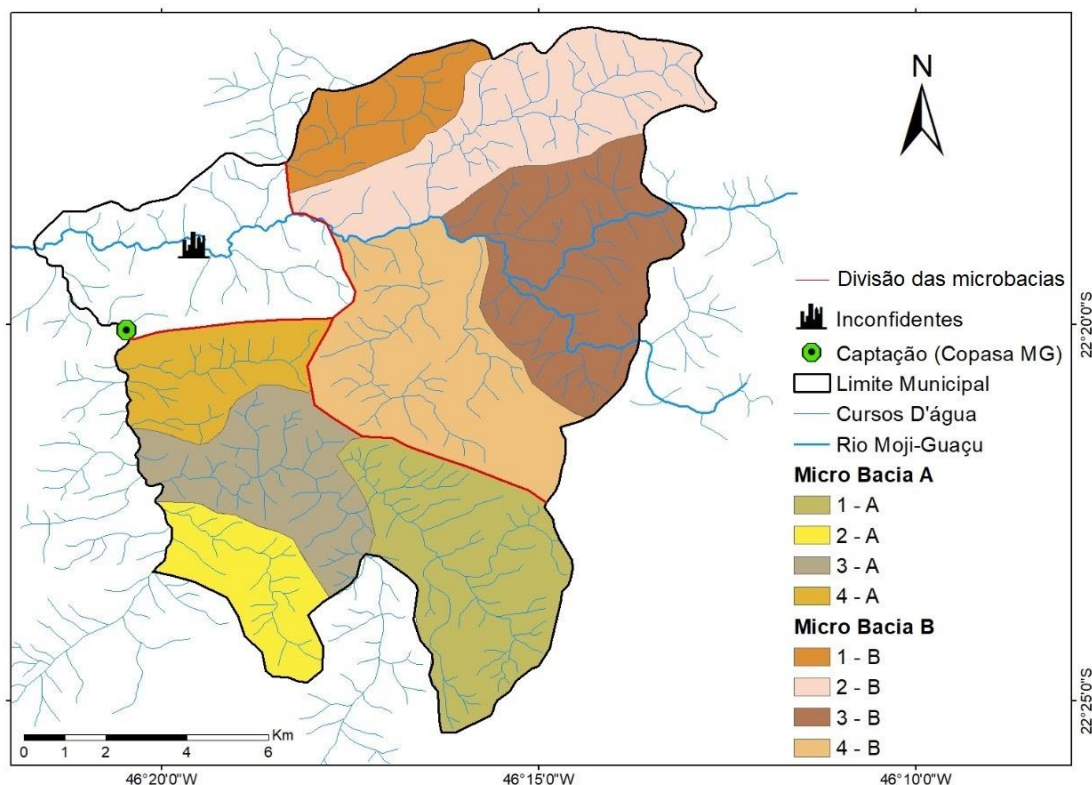 N
Divisão das microbacias
Inconfidentes
Captação (Copasa MG)
Limite Municipal
Cursos D'água
Rio Moji-Guaçu
Micro Bacia A
1 - A
2 - A
3 - A
4 - A
Micro Bacia B
1 - B
2 - B
3 - B
4 - B
22°20'0"S
22°25'0"S
Km
0 1 2 4 6
46°20'0"W 46°15'0"W 46°10'0"W